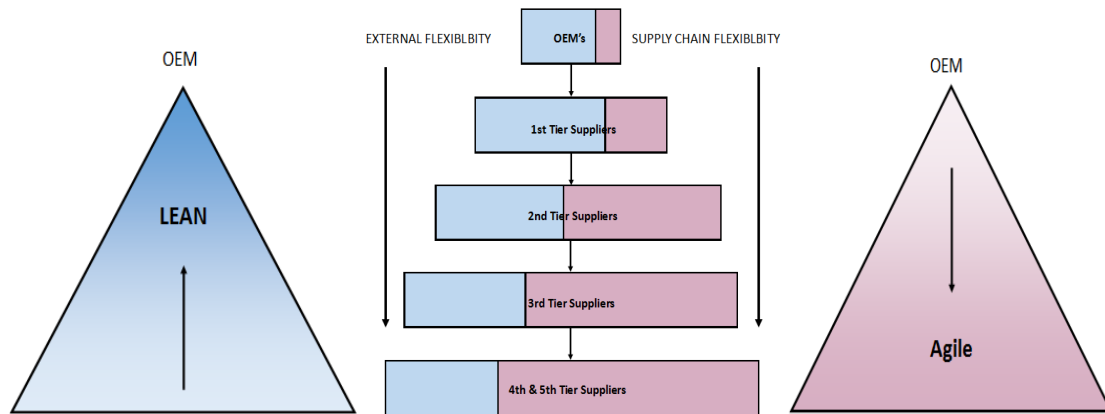 EXTERNAL FLEXIBLBITY
OEM's
SUPPLY CHAIN FLEXIBLBITY
OEM
OEM
1st Tier Suppliers
LEAN
2nd Tier Suppliers
3rd Tier Suppliers
Agile
4th & 5th Tier Suppliers